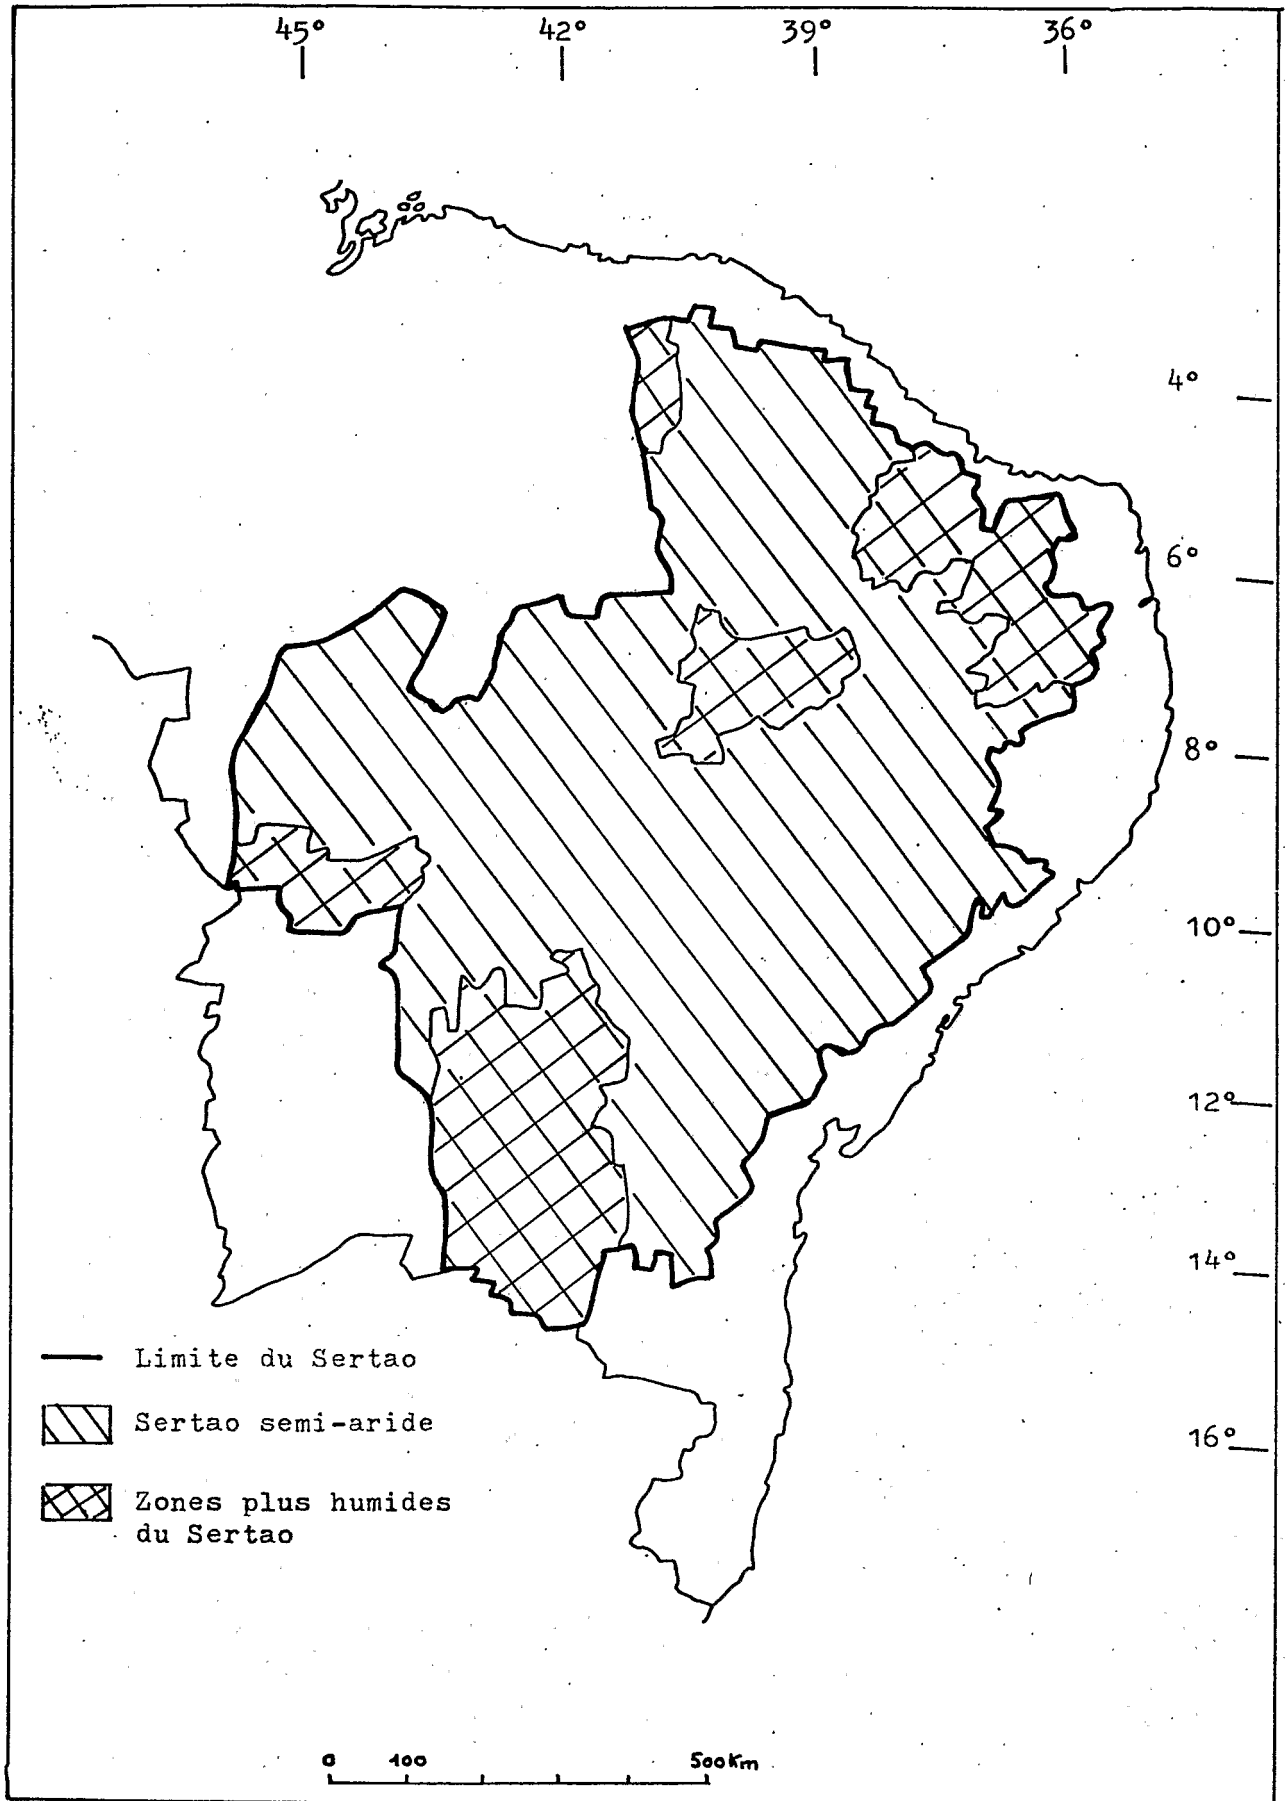 45° 42° 39° 36°
4°
6°
8°
10°
12°
14°
16°
Limite du Sertao
Sertao semi-aride
Zones plus humides
du Sertao
0 100 500Km